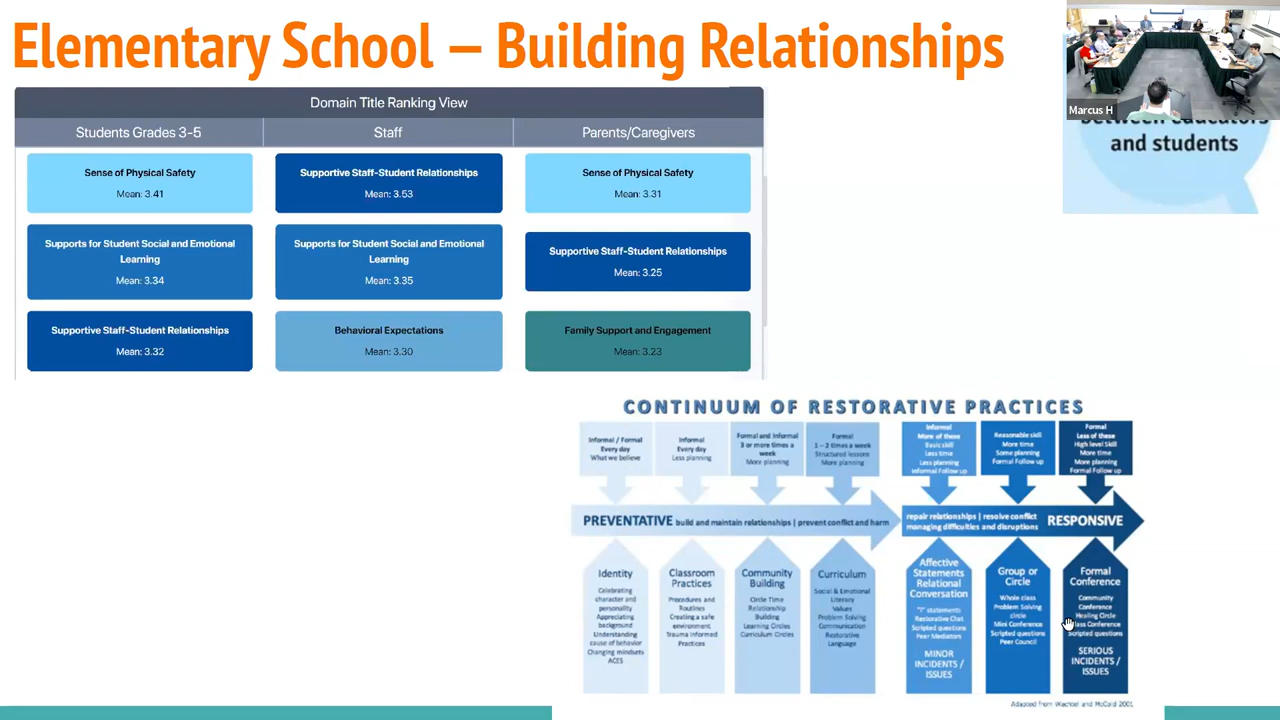 Elementary School – Building Relationships
Marcus H
between educators
and students
Domain Title Ranking View
Students Grades 3-5
Staff
Parents/Caregivers
Sense of Physical Safety
Mean: 3.41
Supportive Staff-Student Relationships
Mean: 3.53
Sense of Physical Safety
Mean: 3.31
Supports for Student Social and Emotional
Learning
Mean: 3.34
Supports for Student Social and Emotional
Learning
Mean: 3.35
Supportive Staff-Student Relationships
Mean: 3.25
Supportive Staff-Student Relationships
Mean: 3.32
Behavioral Expectations
Mean: 3.30
Family Support and Engagement
Mean: 3.23
CONTINUUM OF RESTORATIVE PRACTICES
Informal / Formal
Every day
What we believe
Informal
Every day
Less planning
Formal and Informal
3 or more times a
week
More planning
Formal
1 – 2 times a week
Structured lessons
More planning
Informal
More of these
Basic skill
Less time
Less planning
Informal Follow up
Reasonable skill
More time
Some planning
Formal Follow up
Formal
Less of these
High level Skill
More time
More planning
Formal Follow up
PREVENTATIVE build and maintain relationships | prevent conflict and harm
repair relationships | resolve conflict
managing difficulties and disruptions
RESPONSIVE
Identity
Celebrating
character and
personality
Appreciating
background
Understanding
cause of behavior
Changing mindsets
ACES
Classroom
Practices
Procedures and
Routines
Creating a safe
environment
Trauma Informed
Practices
Community
Building
Circle Time
Relationship
Building
Learning Circles
Curriculum Circles
Curriculum
Social & Emotional
Literacy
Values
Problem Solving
Communication
Restorative
Language
Affective
Statements
Relational
Conversation
"I" statements
Restorative Chat
Scripted questions
Peer Mediators
MINOR
INCIDENTS /
ISSUES
Group or
Circle
Whole class
Problem Solving
circle
Mini Conference
Scripted questions
Peer Council
Formal
Conference
Community
Conference
Healing Circle
Class Conference
Scripted questions
SERIOUS
INCIDENTS /
ISSUES
Adapted from Wachtel and McCold 2001